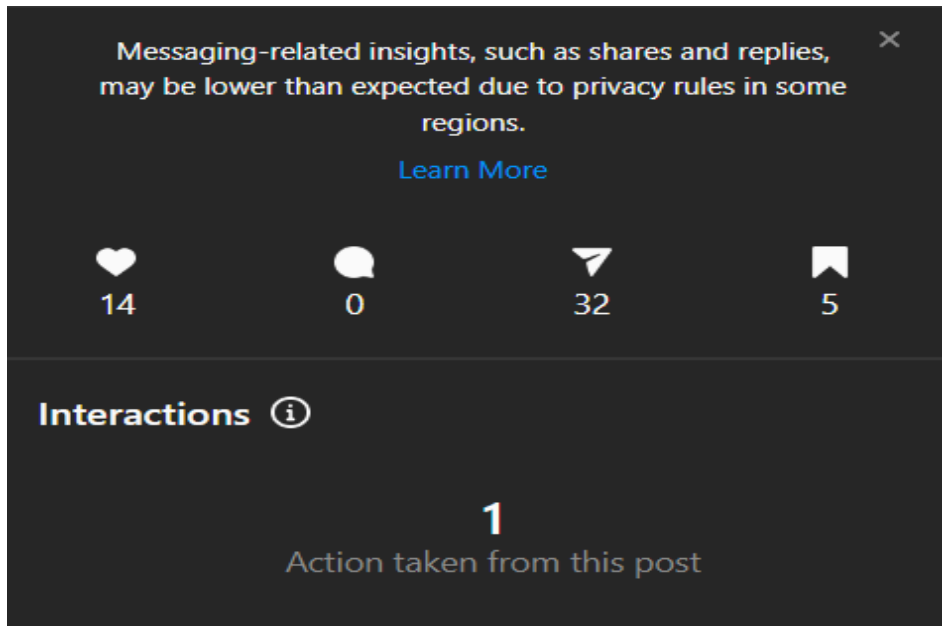 Messaging-related insights, such as shares and replies,
may be lower than expected due to privacy rules in some
regions.
Learn More
14 0 32 5
Interactions
1
Action taken from this post